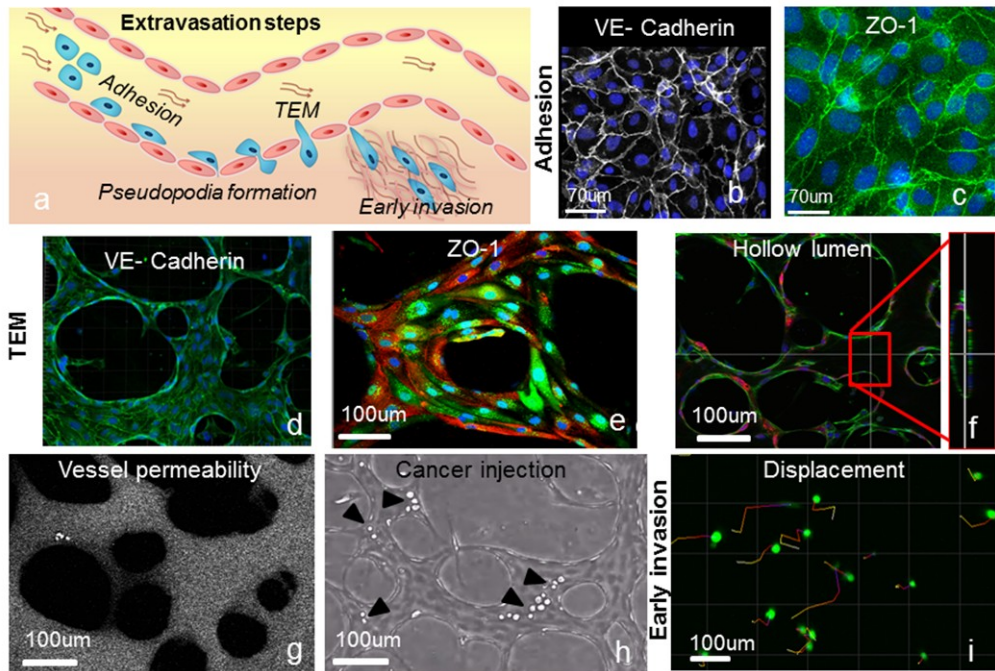 Extravasation steps
Adhesion
TEM
Pseudopodia formation
Early invasion
a
Adhesion
VE- Cadherin
70um
b
ZO-1
70um
c
TEM
VE- Cadherin
d
ZO-1
100um
e
Hollow lumen
100um
f
Vessel permeability
100um
g
Cancer injection
100um
h
Early invasion
Displacement
100um
i